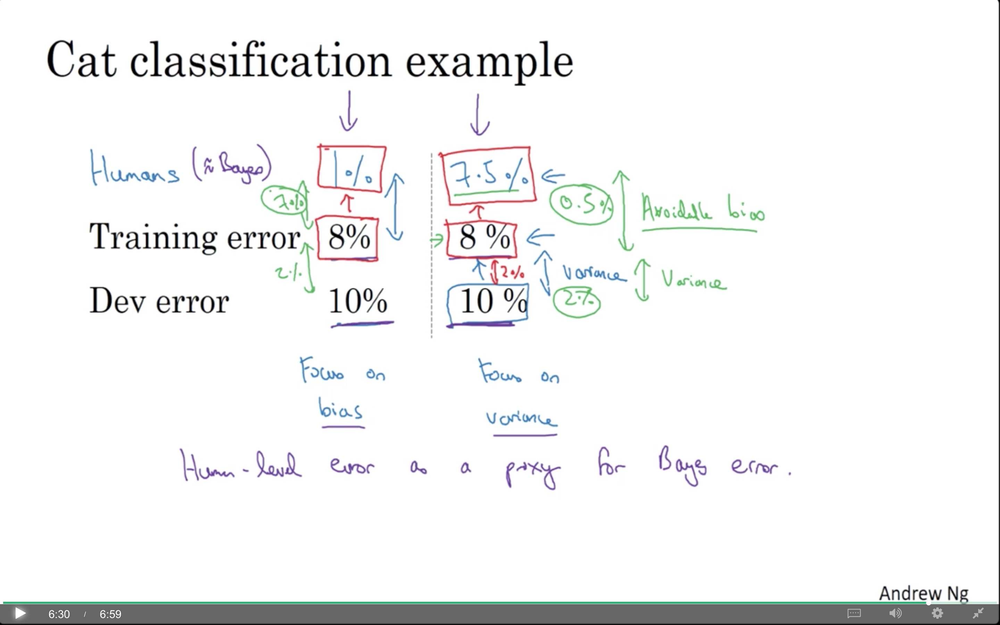 Cat classification example
Humans (≈ Bayes) 1% 7.5%
7% 0.5% Avoidable bias
Training error 8% 8 %
2% 2% Variance Variance
Dev error 10% 10 % 2%
Focus on Focus on
bias variance
Human-level error as a proxy for Bayes error.
Andrew Ng
6:30 / 6:59